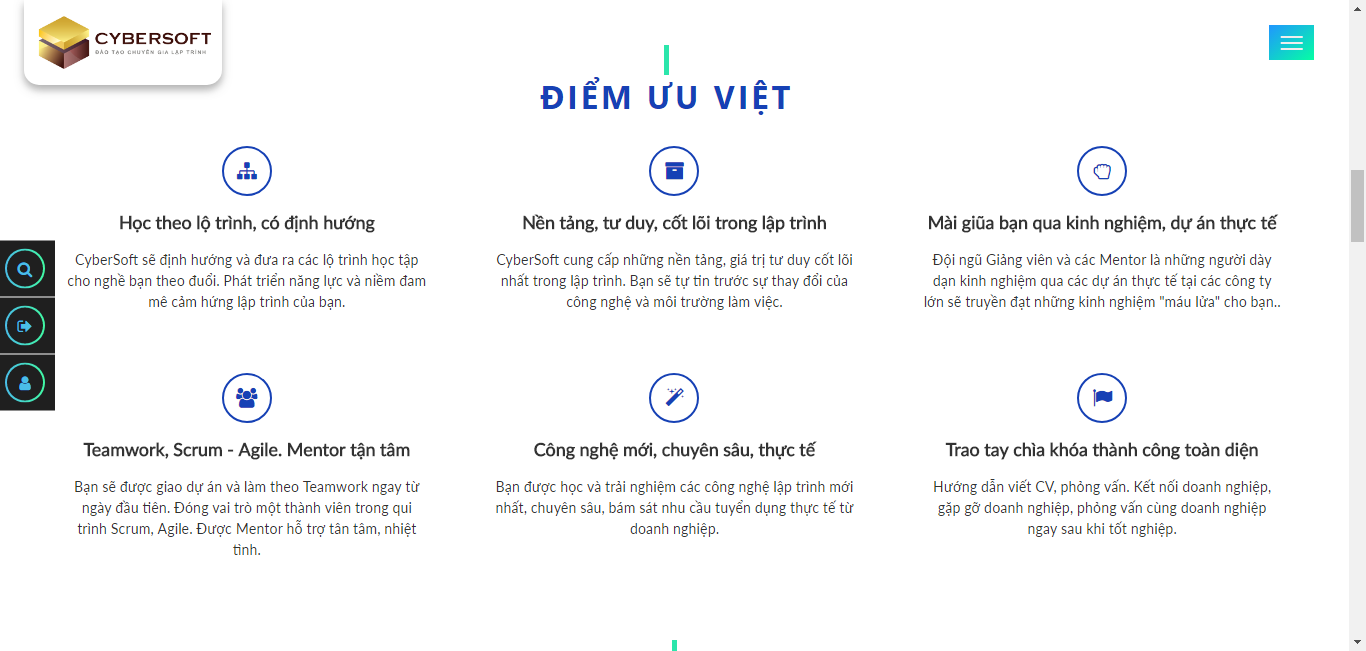 CYBERSOFT
ĐÀO TẠO CHUYÊN GIA LẬP TRÌNH
ĐIỂM ƯU VIỆT
Học theo lộ trình, có định hướng
CyberSoft sẽ định hướng và đưa ra các lộ trình học tập
cho nghề bạn theo đuổi. Phát triển năng lực và niềm đam
mê cảm hứng lập trình của bạn.
Nền tảng, tư duy, cốt lõi trong lập trình
CyberSoft cung cấp những nền tảng, giá trị tư duy cốt lõi
nhất trong lập trình. Bạn sẽ tự tin trước sự thay đổi của
công nghệ và môi trường làm việc.
Mài giũa bạn qua kinh nghiệm, dự án thực tế
Đội ngũ Giảng viên và các Mentor là những người dày
dạn kinh nghiệm qua các dự án thực tế tại các công ty
lớn sẽ truyền đạt những kinh nghiệm "máu lửa" cho bạn..
Teamwork, Scrum - Agile. Mentor tận tâm
Bạn sẽ được giao dự án và làm theo Teamwork ngay từ
ngày đầu tiên. Đóng vai trò một thành viên trong qui
trình Scrum, Agile. Được Mentor hỗ trợ tân tâm, nhiệt
tình.
Công nghệ mới, chuyên sâu, thực tế
Bạn được học và trải nghiệm các công nghệ lập trình mới
nhất, chuyên sâu, bám sát nhu cầu tuyển dụng thực tế từ
doanh nghiệp.
Trao tay chìa khóa thành công toàn diện
Hướng dẫn viết CV, phỏng vấn. Kết nối doanh nghiệp,
gặp gỡ doanh nghiệp, phỏng vấn cùng doanh nghiệp
ngay sau khi tốt nghiệp.